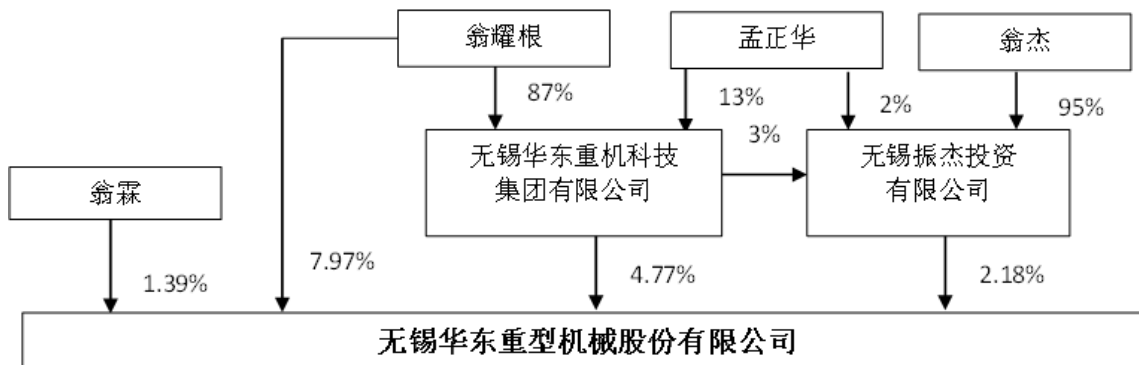 翁耀根
孟正华
翁杰
87%
13%
2%
95%
3%
无锡华东重机科技
集团有限公司
无锡振杰投资
有限公司
翁霖
1.39%
7.97%
4.77%
2.18%
无锡华东重型机械股份有限公司